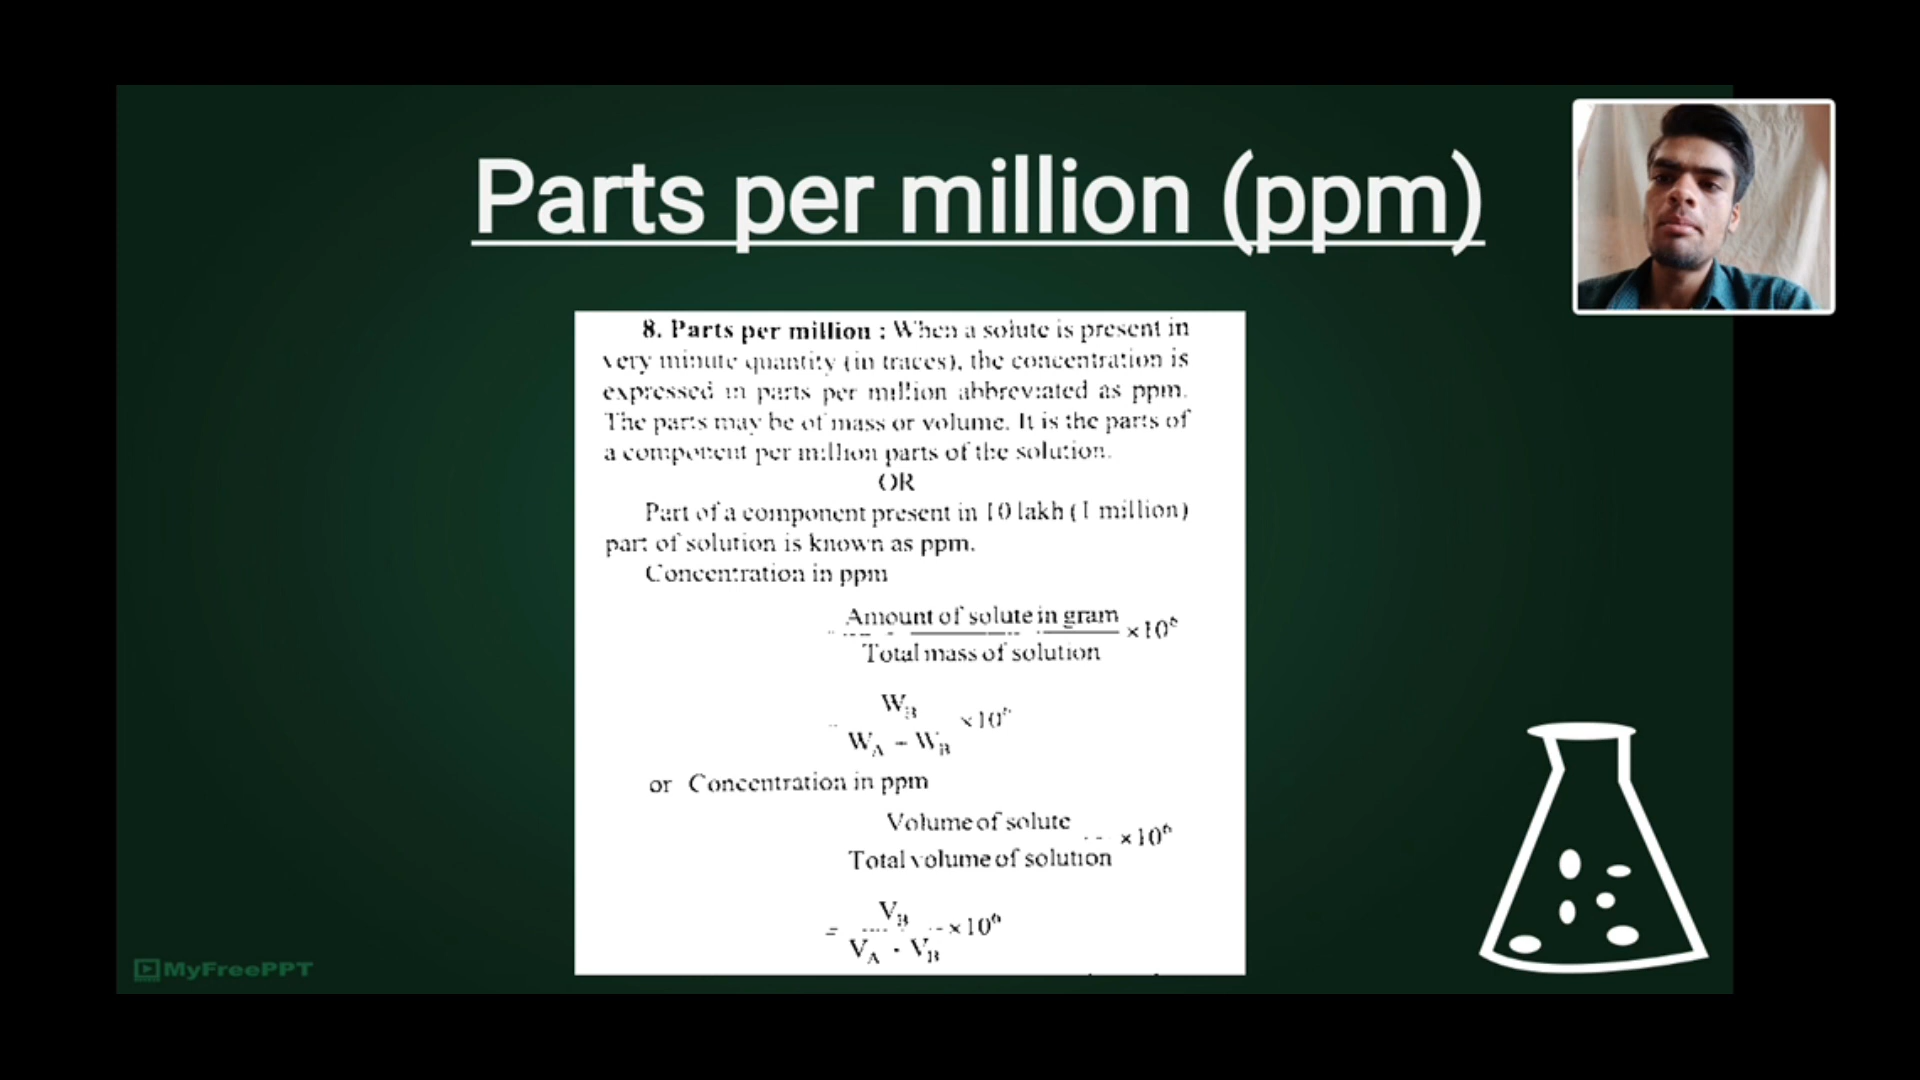 Parts per million (ppm)
8. Parts per million : When a solute is present in
very minute quantity (in traces), the concentration is
expressed in parts per million abbreviated as ppm.
The parts may be of mass or volume. It is the parts of
a component per million parts of the solution.
OR
Part of a component present in 10 lakh (1 million)
part of solution is known as ppm.
Concentration in ppm
Amount of solute in gram
×10⁶
Total mass of solution
W_B
×10⁶
W_A – W_B
or Concentration in ppm
Volume of solute
×10⁶
Total volume of solution
V_B
= ×10⁶
V_A - V_B
MyFreePPT